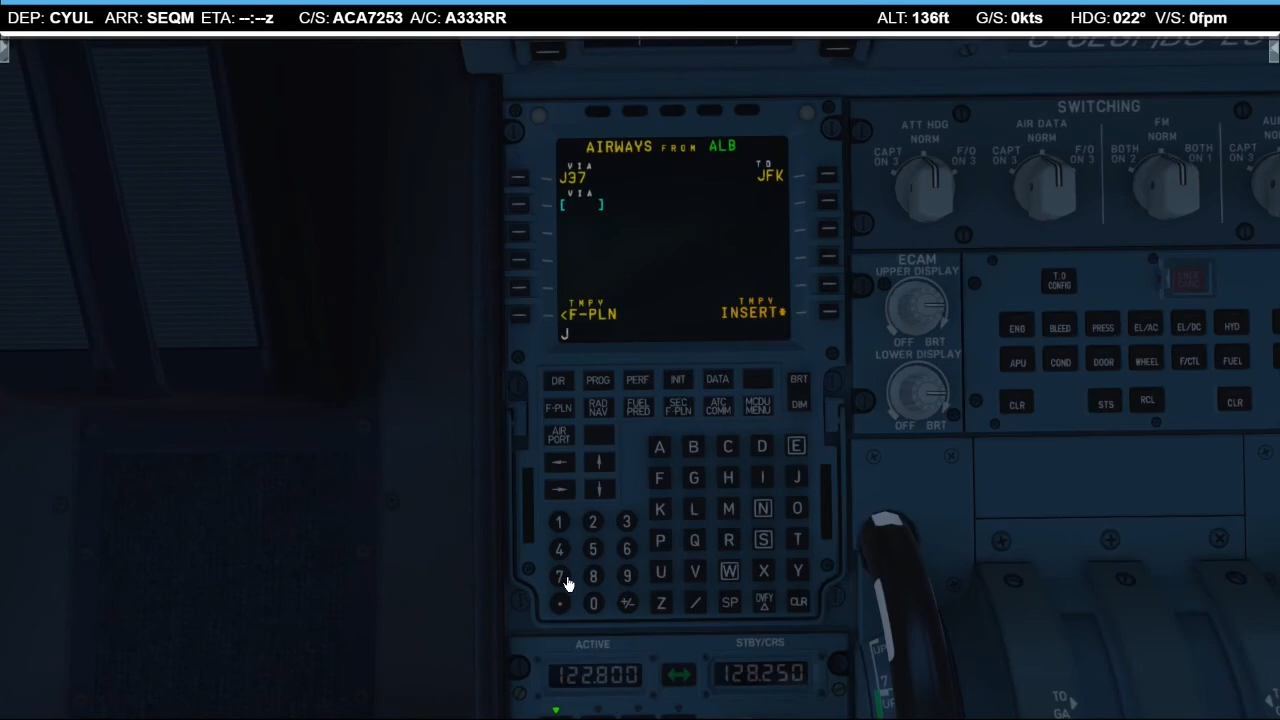 DEP: CYUL ARR: SEQM ETA: --:--z C/S: ACA7253 A/C: A333RR ALT: 136ft G/S: 0kts HDG: 022° V/S: 0fpm
SWITCHING
ATT HDG AIR DATA FM
NORM NORM NORM
CAPT ON 3 F/O ON 3 CAPT ON 3 F/O ON 3 BOTH ON 2 BOTH ON 1 CAPT ON 3
AIRWAYS FROM ALB
VIA TO
J37 JFK
VIA
[ ]
TMPY TMPY
<F-PLN INSERT*
J
ECAM
UPPER DISPLAY
OFF BRT
LOWER DISPLAY
OFF BRT
T.O CONFIG
ENG BLEED PRESS EL/AC EL/DC HYD
APU COND DOOR WHEEL F/CTL FUEL
CLR STS RCL CLR
DIR PROG PERF INIT DATA BRT
F-PLN RAD NAV FUEL PRED SEC F-PLN ATC COMM MCDU MENU DIM
AIR PORT
A B C D E
F G H I J
K L M N O
P Q R S T
U V W X Y
Z / SP OVFY CLR
1 2 3
4 5 6
7 8 9
. 0 +/-
ACTIVE STBY/CRS
122.800 128.250
UP
7
TO GA